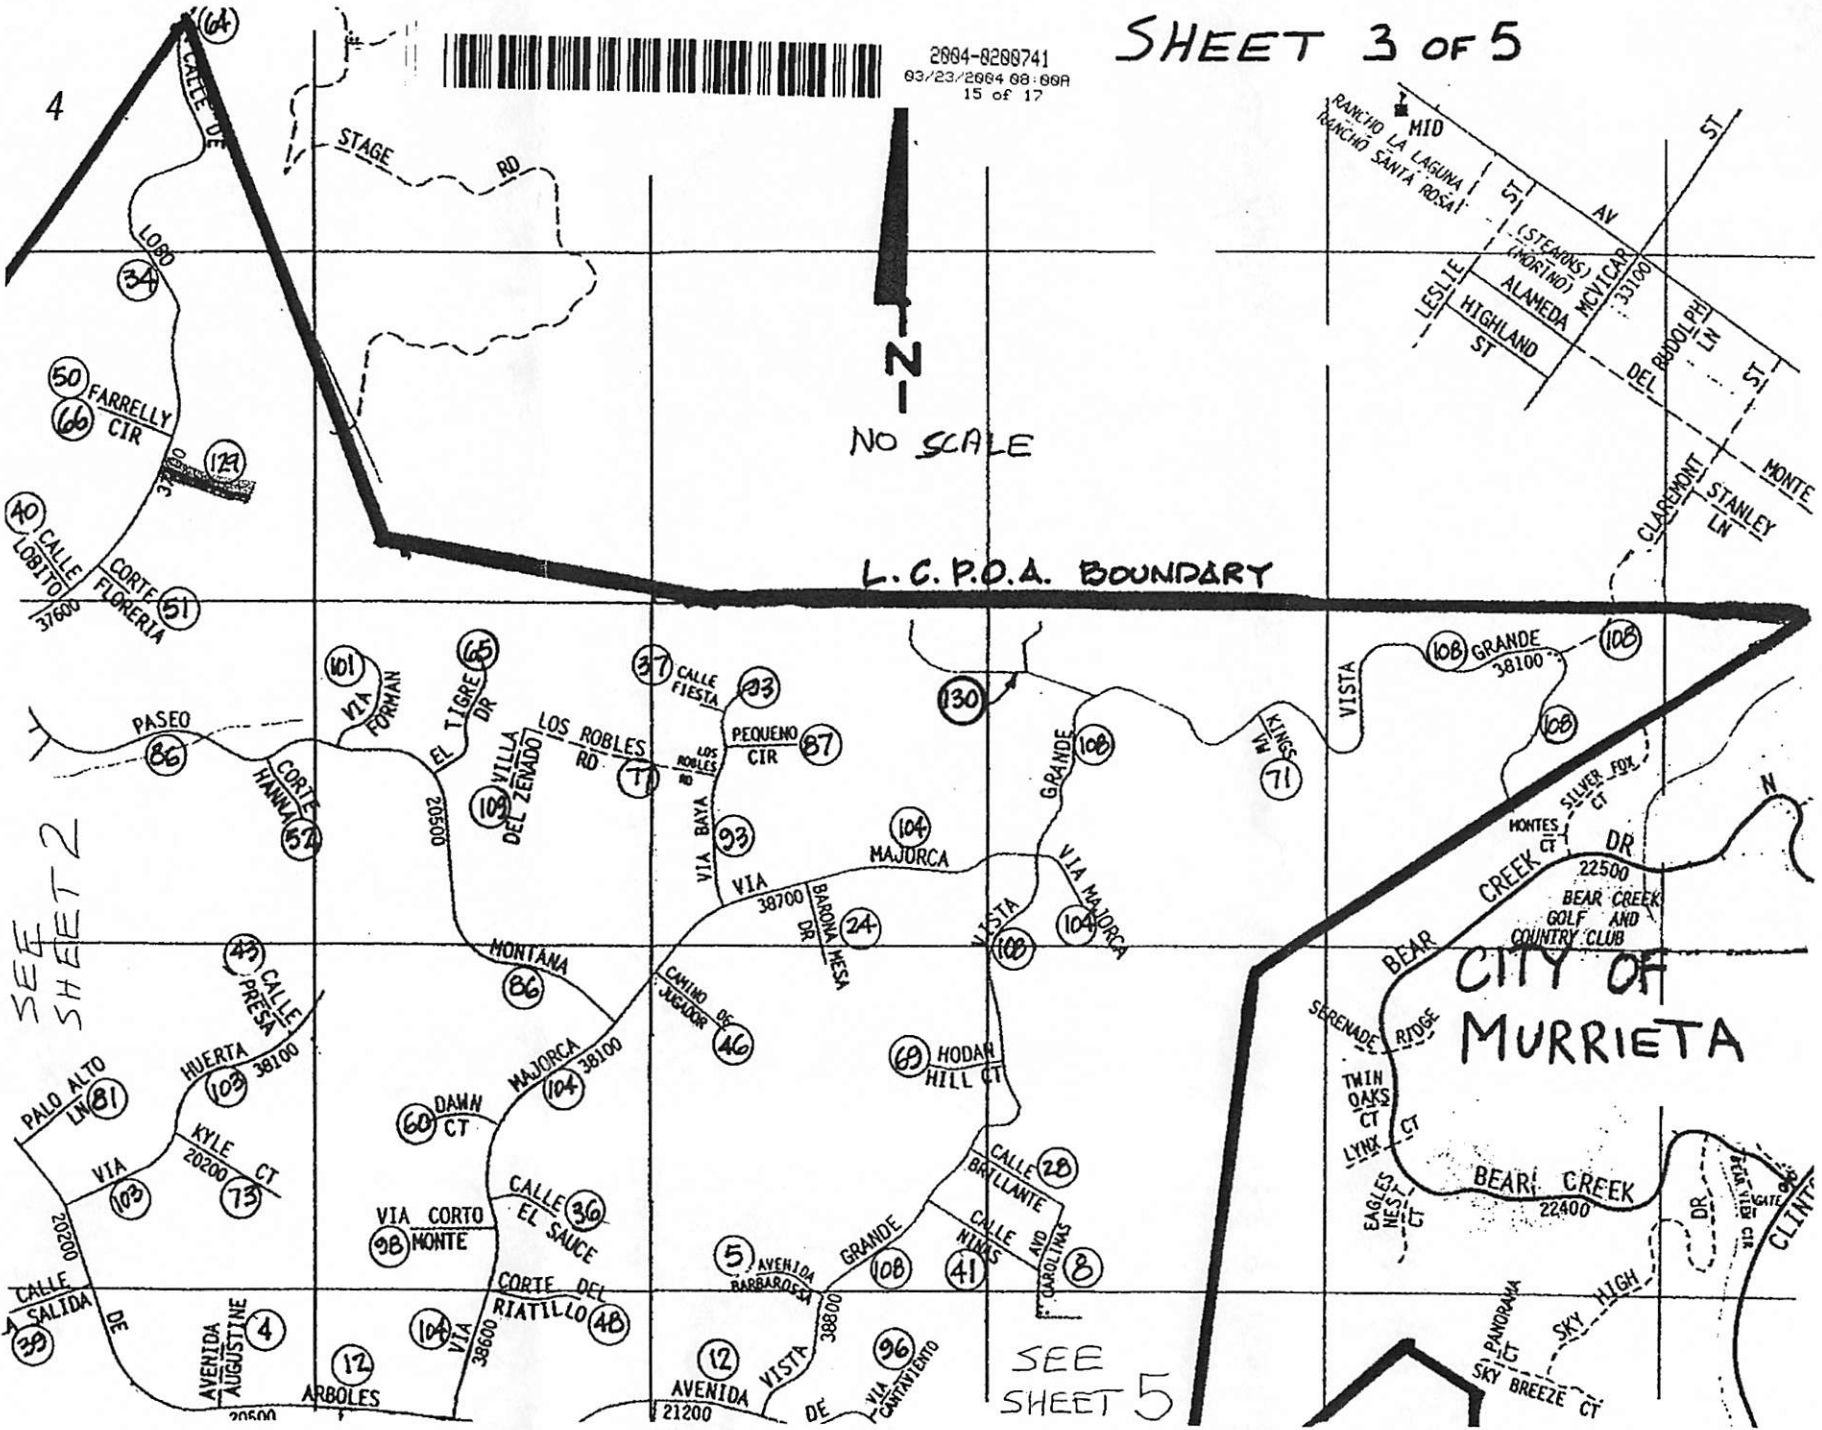 SHEET 3 OF 5
2004-0200741
03/23/2004 08:00A
15 of 17
64
4
CALLE DE
LOBO
34
STAGE RD
N
NO SCALE
MID
RANCHO LA LAGUNA
RANCHO SANTA ROSA
ST
AV
ST
(STEARNS)
(MORINO)
ALAMEDA
LESLIE
HIGHLAND
ST
MCVICAR
33100
RUDOLPH
LN
DEL
ST
MONTE
CLAREMONT
STANLEY
LN
50
FARRELLY
66
CIR
129
40
CALLE
LOBITO
37600
CORTE
FLORERIA
51
L.C.P.O.A. BOUNDARY
101
VIA
FORMAN
65
EL TIGRE
DR
37
CALLE
FIESTA
93
130
108
GRANDE
38100
108
VISTA
108
PASEO
86
CORTE
HANNA
52
20500
109
VILLA
DEL ZENADO
LOS ROBLES
RD
77
LOS
ROBLES
RD
PEQUENO
CIR
87
VIA BAYA
93
GRANDE
108
KINGS
VW
71
SILVER FOX
CT
MONTES
CT
N
104
MAJORCA
VIA
38700
BARONA MESA
DR
24
VISTA
108
VIA MAJORCA
104
BEAR CREEK DR
22500
BEAR CREEK
GOLF AND
COUNTRY CLUB
CITY OF
MURRIETA
SEE
SHEET 2
43
CALLE
PRESA
MONTANA
86
CAMINO DE
JUGADOR
46
HUERTA
103
38100
PALO ALTO
LN
81
MAJORCA
104
38100
69
HODAN
HILL CT
SERENADE RIDGE
TWIN
OAKS
CT
LYNX CT
60
DAWN
CT
KYLE CT
20200
73
VIA
103
CALLE
BRILLANTE
28
EAGLES
NEST
CT
BEAR CREEK
22400
DR
BEAR VIEW CIR
GATE
CLINTO
20200
VIA CORTO
98
MONTE
CALLE
36
EL SAUCE
5
AVENIDA
BARBAROSSA
GRANDE
108
CALLE
NINAS
41
AVD
CAROLINAS
8
CALLE
LA SALIDA
39
DE
AVENIDA
AUGUSTINE
4
12
ARBOLES
20500
104
VIA
38600
CORTE DEL
RIATILLO
48
38800
12
AVENIDA
21200
VISTA
DE
96
VIA
CANTAVIENTO
SEE
SHEET 5
PANORAMA
CT
SKY HIGH
SKY BREEZE CT